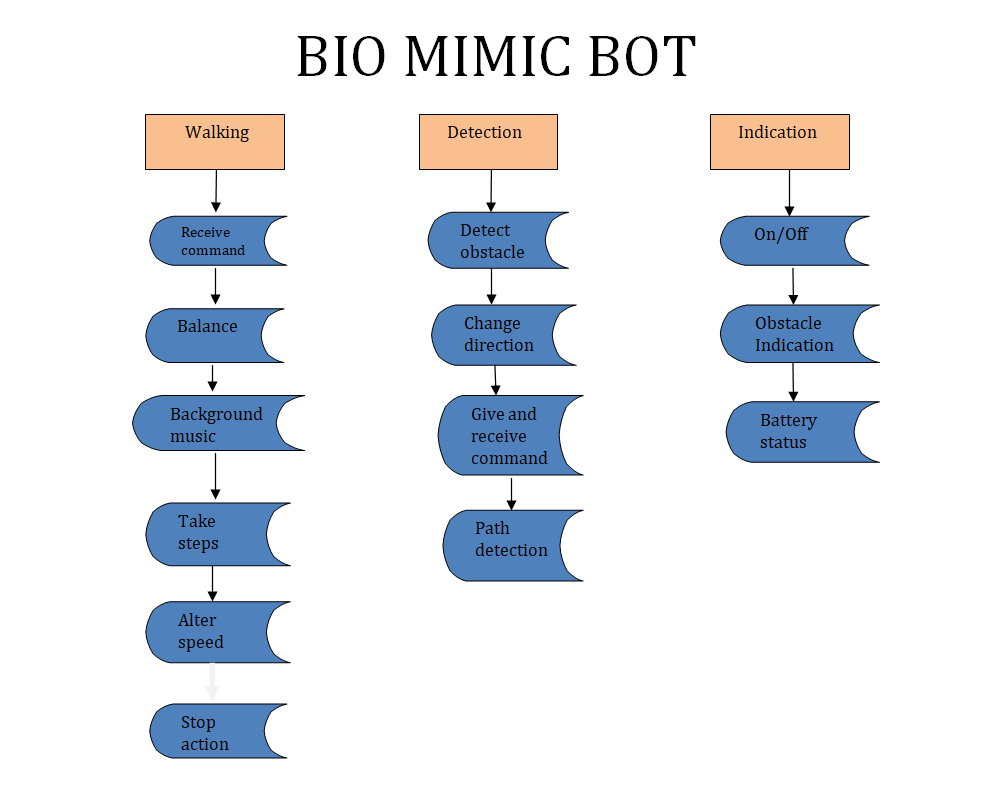 BIO MIMIC BOT
Walking
Receive
command
Balance
Background
music
Take
steps
Alter
speed
Stop
action
Detection
Detect
obstacle
Change
direction
Give and
receive
command
Path
detection
Indication
On/Off
Obstacle
Indication
Battery
status